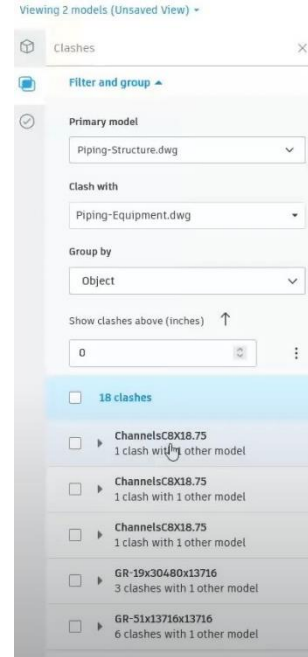 Viewing 2 models (Unsaved View)
Clashes
Filter and group
Primary model
Piping-Structure.dwg
Clash with
Piping-Equipment.dwg
Group by
Object
Show clashes above (inches)
0
18 clashes
ChannelsC8X18.75
1 clash with 1 other model
ChannelsC8X18.75
1 clash with 1 other model
ChannelsC8X18.75
1 clash with 1 other model
GR-19x30480x13716
3 clashes with 1 other model
GR-51x13716x13716
6 clashes with 1 other model